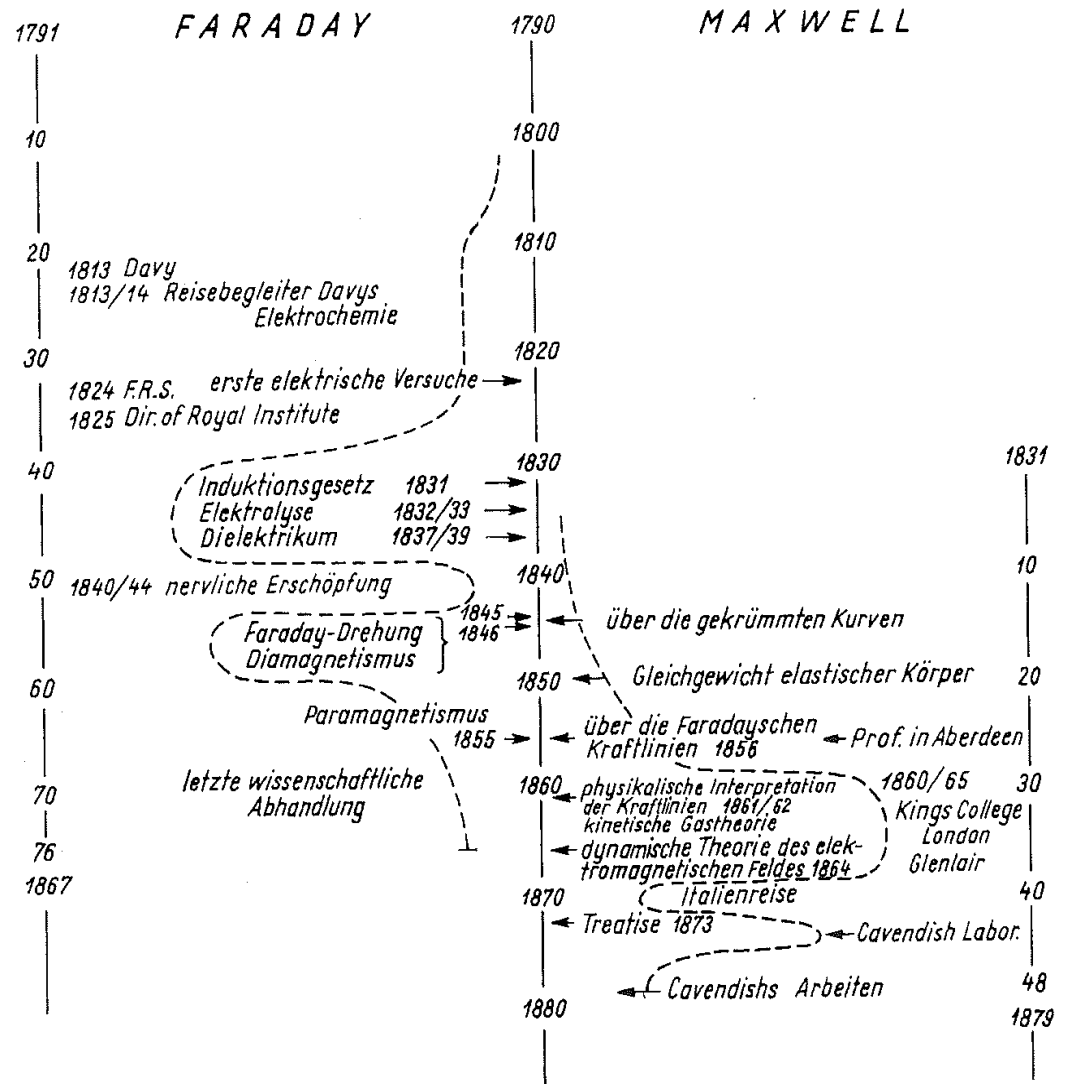 FARADAY
MAXWELL
1791
10
20
30
40
50
60
70
76
1867
1813 Davy
1813/14 Reisebegleiter Davys
Elektrochemie
1824 F.R.S. erste elektrische Versuche
1825 Dir. of Royal Institute
Induktionsgesetz 1831
Elektrolyse 1832/33
Dielektrikum 1837/39
1840/44 nervliche Erschöpfung
1845
Faraday-Drehung 1846
Diamagnetismus
Paramagnetismus
1855
letzte wissenschaftliche
Abhandlung
1790
1800
1810
1820
1830
1840
1850
1860
1870
1880
über die gekrümmten Kurven
Gleichgewicht elastischer Körper
über die Faradayschen
Kraftlinien 1856
Prof. in Aberdeen
physikalische Interpretation
der Kraftlinien 1861/62
kinetische Gastheorie
dynamische Theorie des elek-
tromagnetischen Feldes 1864
1860/65
Kings College
London
Glenlair
Italienreise
Treatise 1873
Cavendish Labor.
Cavendishs Arbeiten
1831
10
20
30
40
48
1879